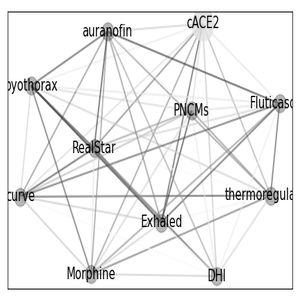 auranofin
cACE2
pyothorax
Fluticaso
PNCMs
RealStar
curve
thermoregula
Exhaled
Morphine
DHI